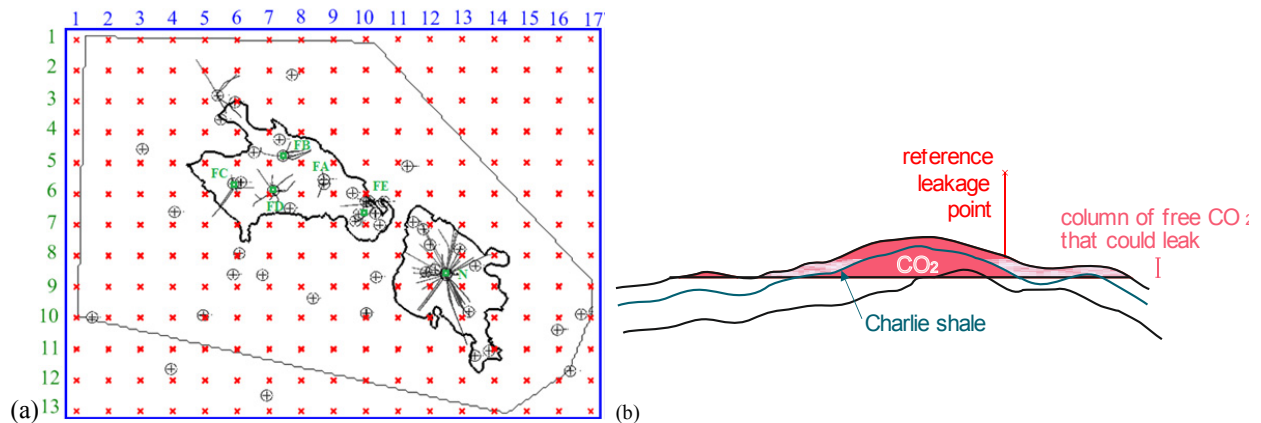 1 2 3 4 5 6 7 8 9 10 11 12 13 14 15 16 17
1
2
3
4
5
6
7
8
9
10
11
12
13
FB
FA
FC
FE
FD
N
(a)
reference
leakage
point
column of free CO 2
that could leak
CO2
Charlie shale
(b)